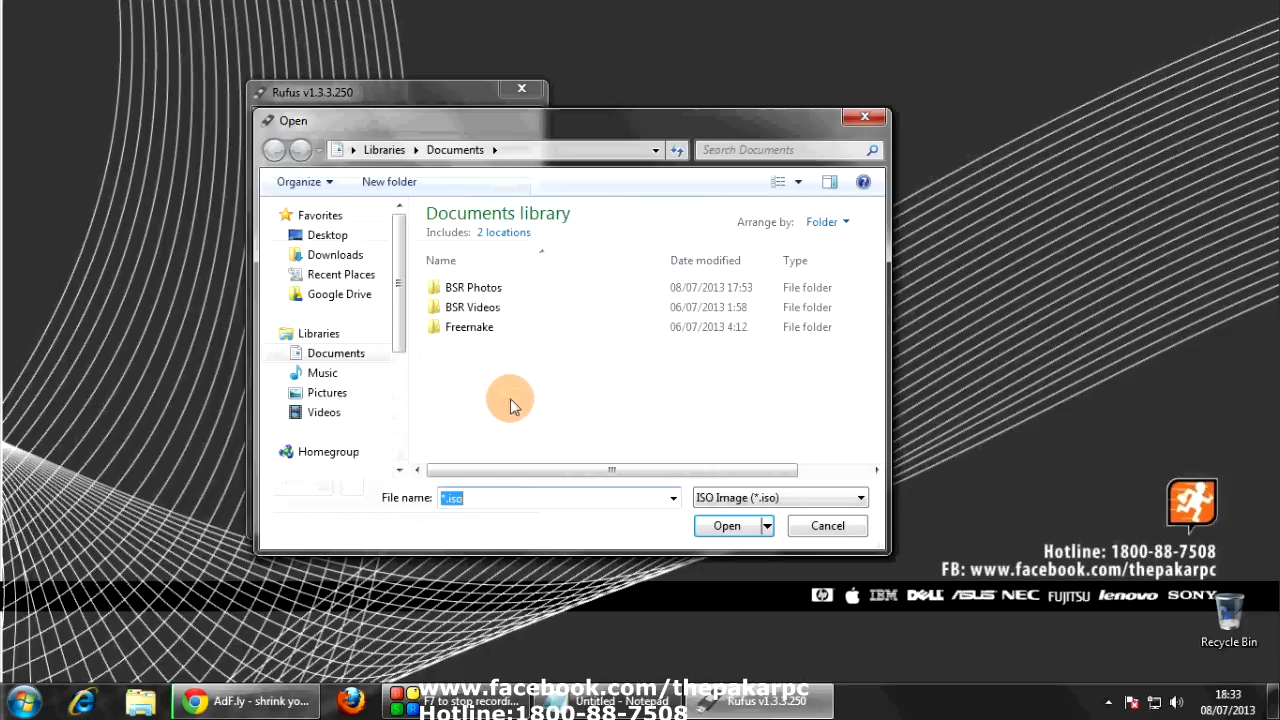 Rufus v1.3.3.250
Open
Libraries Documents
Search Documents
Organize
New folder
Favorites
Desktop
Downloads
Recent Places
Google Drive
Libraries
Documents
Music
Pictures
Videos
Homegroup
Documents library
Includes: 2 locations
Arrange by: Folder
Name Date modified Type
BSR Photos 08/07/2013 17:53 File folder
BSR Videos 06/07/2013 1:58 File folder
Freemake 06/07/2013 4:12 File folder
File name: *.iso ISO Image (*.iso)
Open Cancel
Hotline: 1800-88-7508
FB: www.facebook.com/thepakarpc
hp IBM DELL ASUS NEC FUJITSU lenovo SONY
Recycle Bin
www.facebook.com/thepakarpc
AdF.ly - shrink yo... F7 to stop recordi... Untitled - Notepad Rufus v1.3.3.250
Hotline:1800-88-7508
18:33
08/07/2013